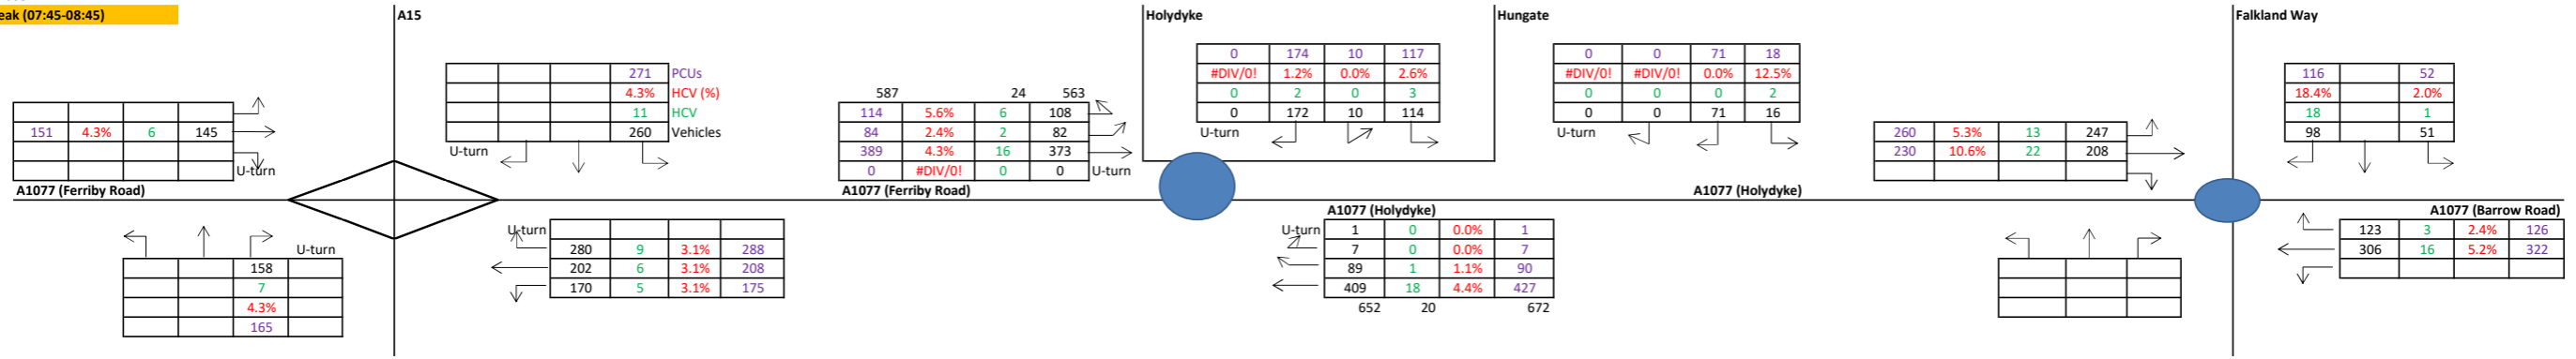 eak (07:45-08:45)
A15
Holydyke
Hungate
Falkland Way
0 174 10 117
#DIV/0! 1.2% 0.0% 2.6%
0 2 0 3
0 172 10 114
U-turn
0 0 71 18
#DIV/0! #DIV/0! 0.0% 12.5%
0 0 0 2
0 0 71 16
U-turn
271 PCUs
4.3% HCV (%)
11 HCV
260 Vehicles
U-turn
116 52
18.4% 2.0%
18 1
98 51
151 4.3% 6 145
U-turn
587 24 563
114 5.6% 6 108
84 2.4% 2 82
389 4.3% 16 373
0 #DIV/0! 0 0 U-turn
260 5.3% 13 247
230 10.6% 22 208
A1077 (Ferriby Road)
A1077 (Ferriby Road)
A1077 (Holydyke)
A1077 (Holydyke)
A1077 (Barrow Road)
U-turn
158
7
4.3%
165
U-turn
280 9 3.1% 288
202 6 3.1% 208
170 5 3.1% 175
U-turn 1 0 0.0% 1
7 0 0.0% 7
89 1 1.1% 90
409 18 4.4% 427
652 20 672
123 3 2.4% 126
306 16 5.2% 322